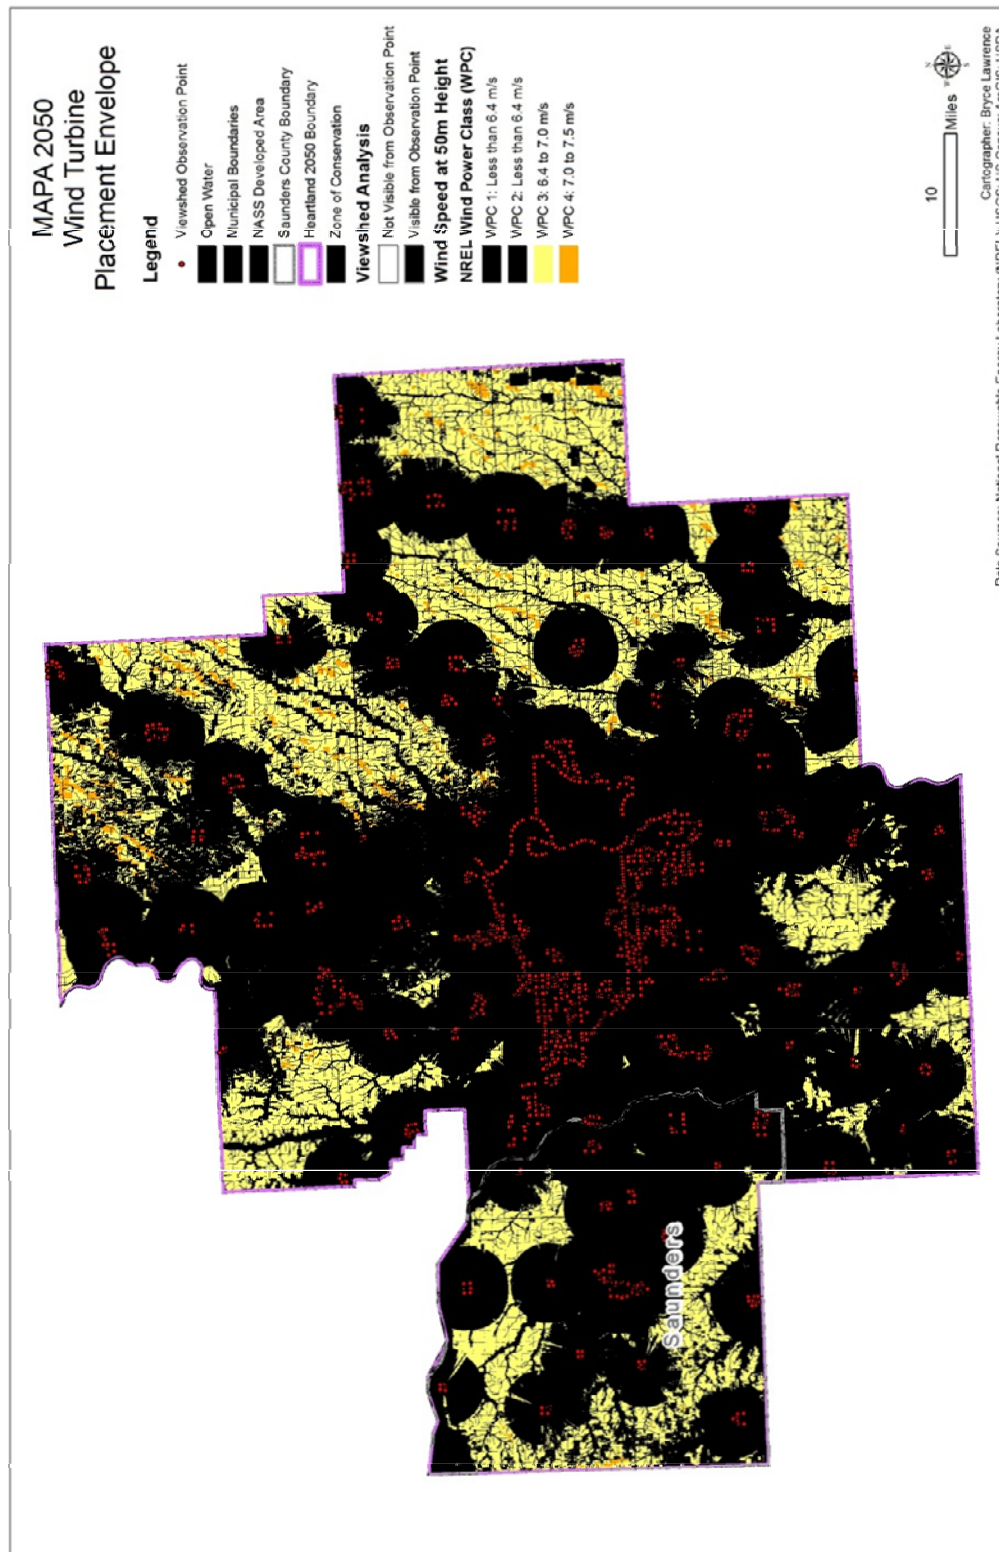 MAPA 2050
Wind Turbine
Placement Envelope
Legend
Viewshed Observation Point
Open Water
Municipal Boundaries
NASS Developed Area
Saunders County Boundary
Heartland 2050 Boundary
Zone of Conservation
Viewshed Analysis
Not Visible from Observation Point
Visible from Observation Point
Wind Speed at 50m Height
NREL Wind Power Class (WPC)
WPC 1: Less than 6.4 m/s
WPC 2: Less than 6.4 m/s
WPC 3: 6.4 to 7.0 m/s
WPC 4: 7.0 to 7.5 m/s
Saunders
N
E
S
W
10
Miles
Cartographer: Bryce Lawrence